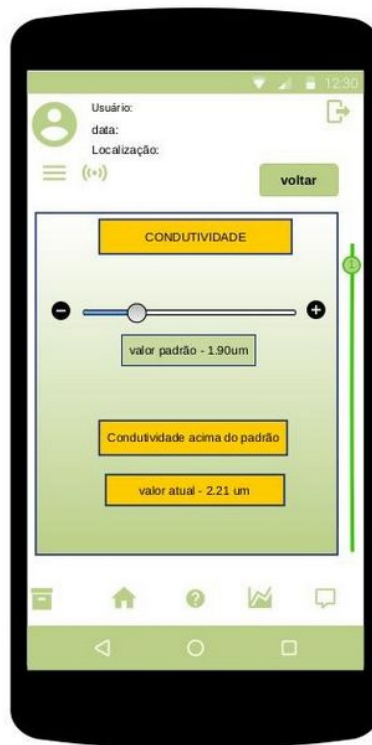 12:30
Usuário:
data:
Localização:
voltar
CONDUTIVIDADE
1
valor padrão - 1.90um
Condutividade acima do padrão
valor atual - 2.21 um